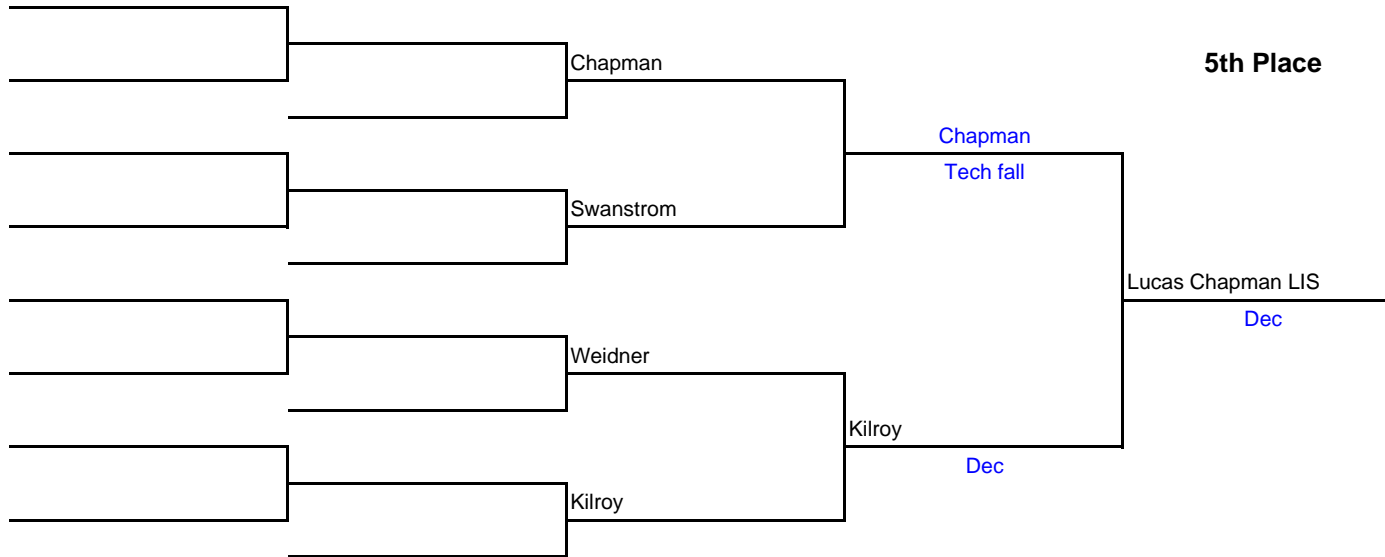 Chapman
5th Place
Chapman
Tech fall
Swanstrom
Lucas Chapman LIS
Dec
Weidner
Kilroy
Dec
Kilroy